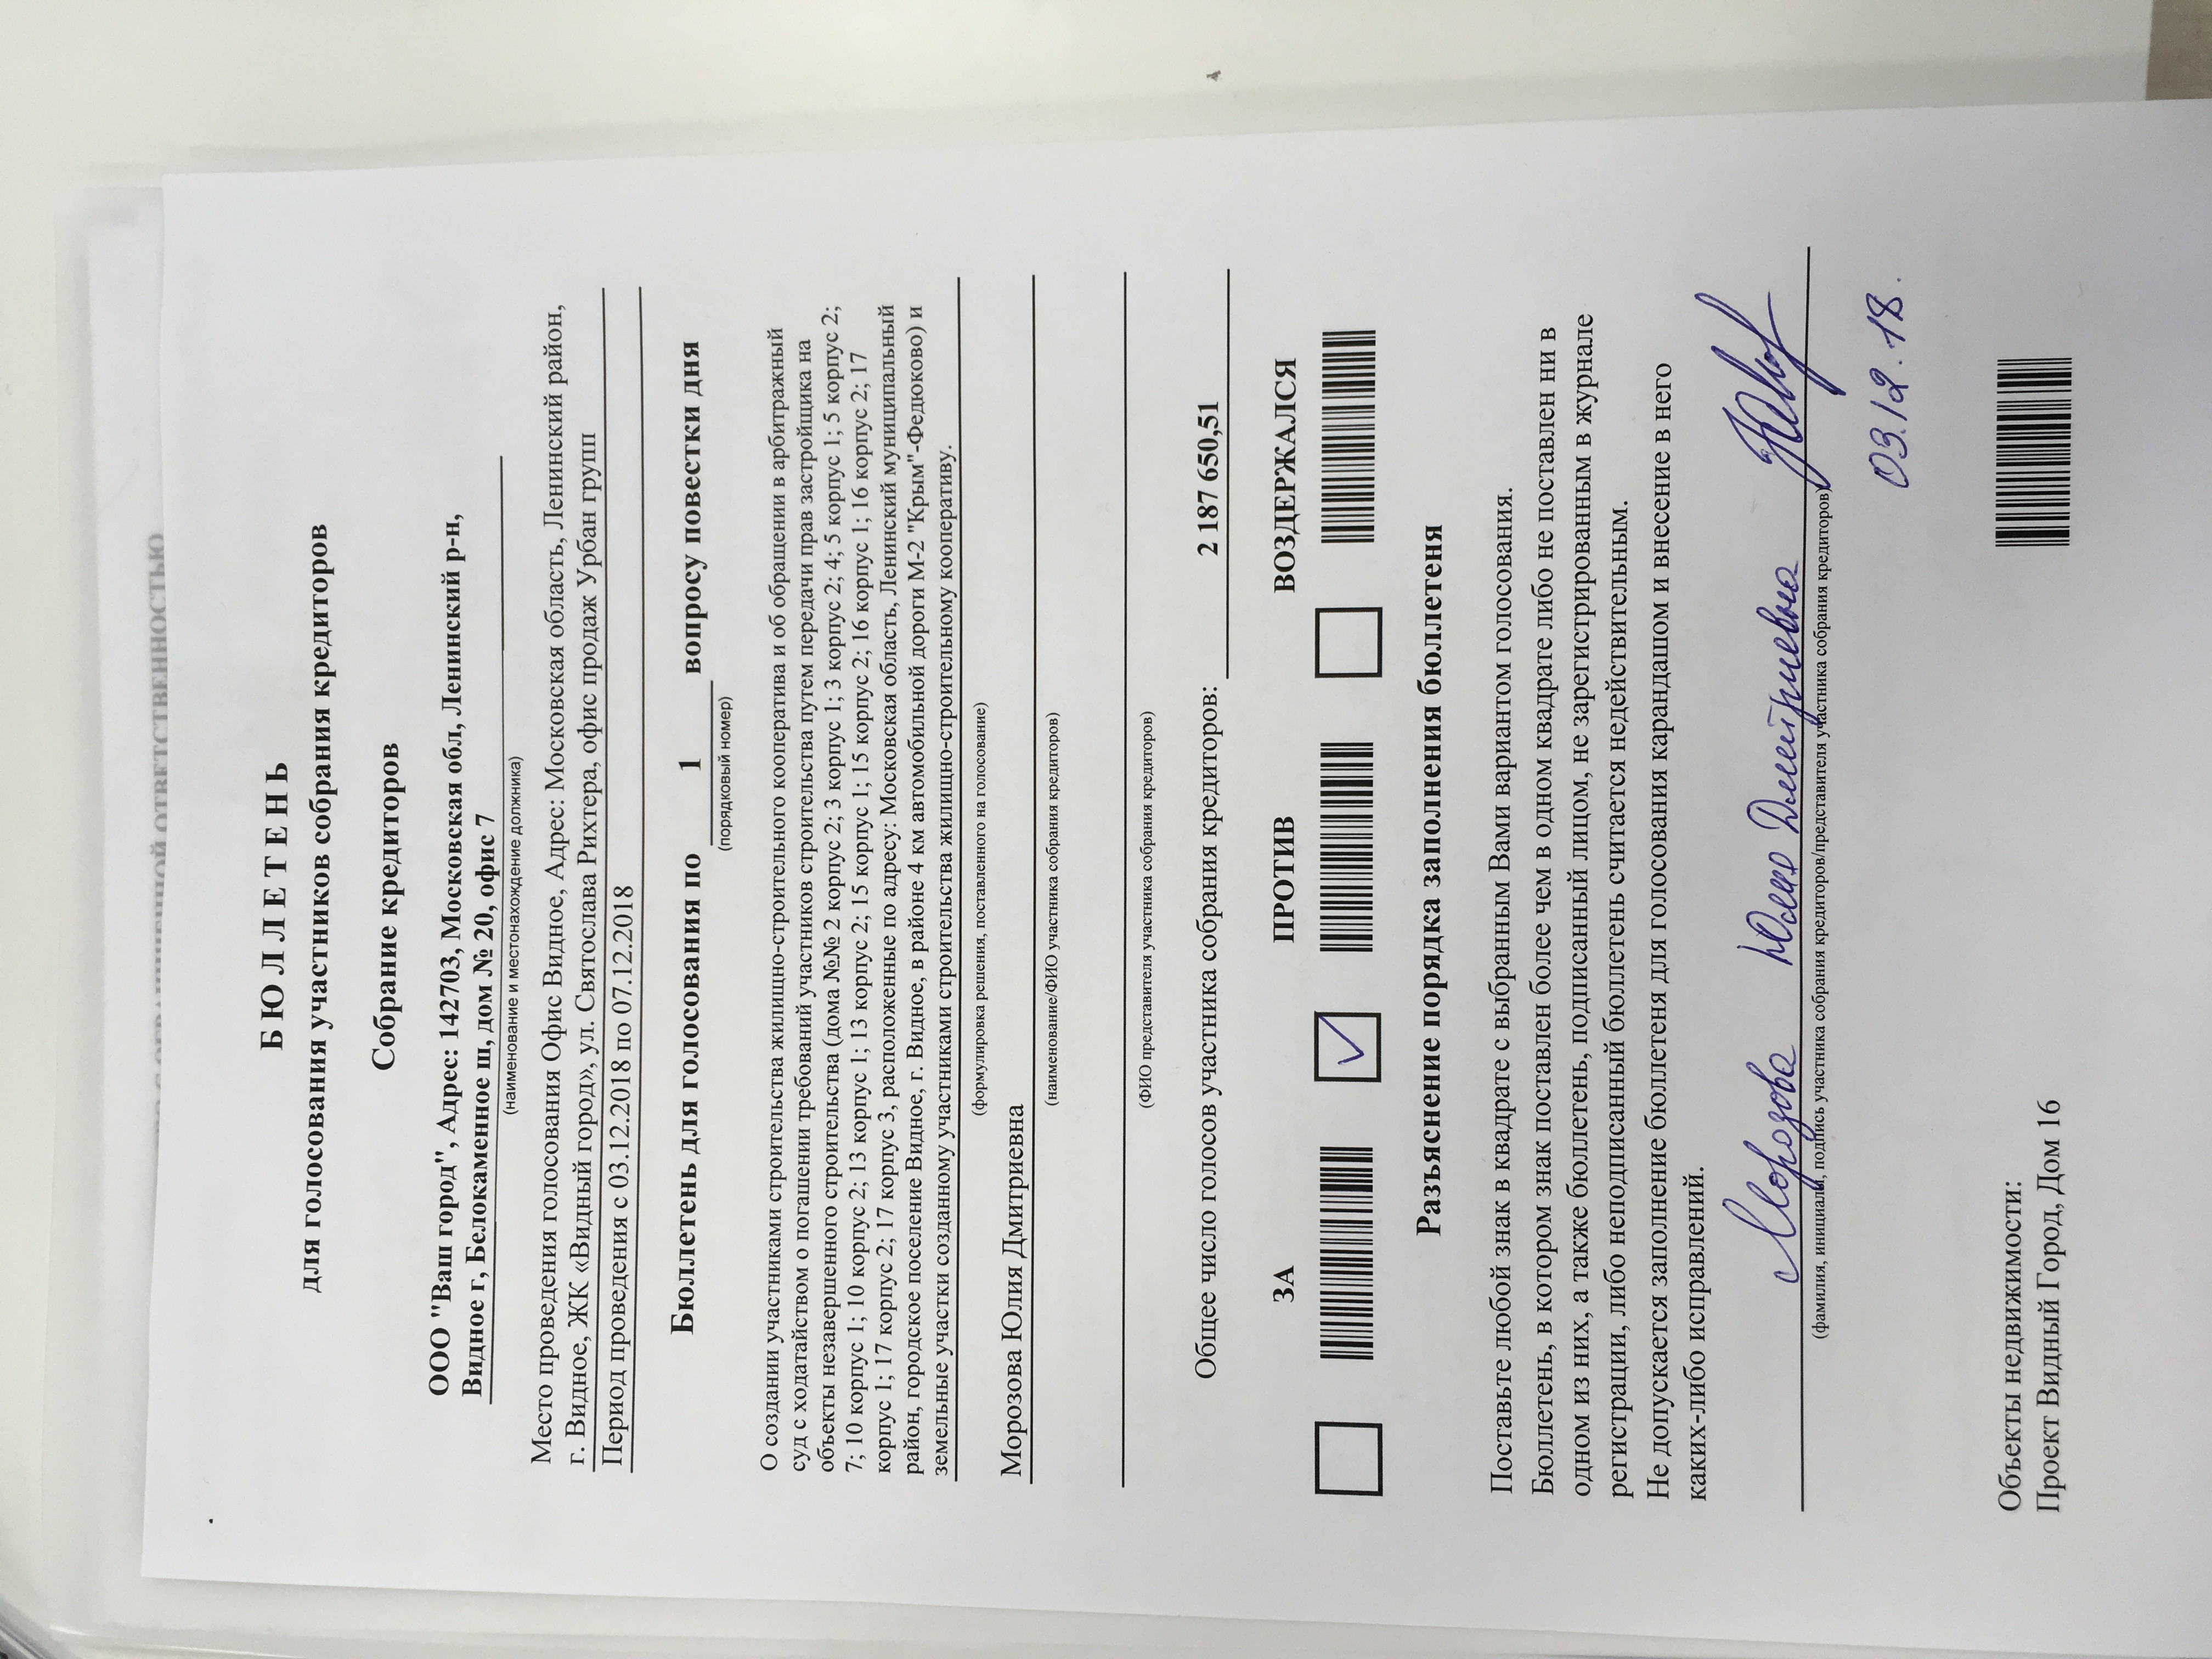 ОГРАНИЧЕННОЙ ОТВЕТСТВЕННОСТЬЮ
БЮЛЛЕТЕНЬ
для голосования участников собрания кредиторов
Собрание кредиторов
ООО "Ваш город", Адрес: 142703, Московская обл, Ленинский р-н,
Видное г, Белокаменное ш, дом № 20, офис 7
(наименование и местонахождение должника)
Место проведения голосования Офис Видное, Адрес: Московская область, Ленинский район,
г. Видное, ЖК «Видный город», ул. Святослава Рихтера, офис продаж Урбан групп
Период проведения с 03.12.2018 по 07.12.2018
Бюллетень для голосования по 1 вопросу повестки дня
(порядковый номер)
О создании участниками строительства жилищно-строительного кооператива и об обращении в арбитражный
суд с ходатайством о погашении требований участников строительства путем передачи прав застройщика на
объекты незавершенного строительства (дома №№ 2 корпус 2; 3 корпус 1; 3 корпус 2; 4; 5 корпус 1; 5 корпус 2;
7; 10 корпус 1; 10 корпус 2; 13 корпус 1; 13 корпус 2; 15 корпус 1; 15 корпус 2; 16 корпус 1; 16 корпус 2; 17
корпус 1; 17 корпус 2; 17 корпус 3, расположенные по адресу: Московская область, Ленинский муниципальный
район, городское поселение Видное, г. Видное, в районе 4 км автомобильной дороги М-2 "Крым"-Федюково) и
земельные участки созданному участниками строительства жилищно-строительному кооперативу.
(формулировка решения, поставленного на голосование)
Морозова Юлия Дмитриевна
(наименование/ФИО участника собрания кредиторов)
(ФИО представителя участника собрания кредиторов)
Общее число голосов участника собрания кредиторов: 2 187 650,51
ЗА ПРОТИВ ВОЗДЕРЖАЛСЯ
Разъяснение порядка заполнения бюллетеня
Поставьте любой знак в квадрате с выбранным Вами вариантом голосования.
Бюллетень, в котором знак поставлен более чем в одном квадрате либо не поставлен ни в
одном из них, а также бюллетень, подписанный лицом, не зарегистрированным в журнале
регистрации, либо неподписанный бюллетень считается недействительным.
Не допускается заполнение бюллетеня для голосования карандашом и внесение в него
каких-либо исправлений.
Морозова Юлия Дмитриевна
(фамилия, инициалы, подпись участника собрания кредиторов/представителя участника собрания кредиторов)
03.12.18.
Объекты недвижимости:
Проект Видный Город, Дом 16